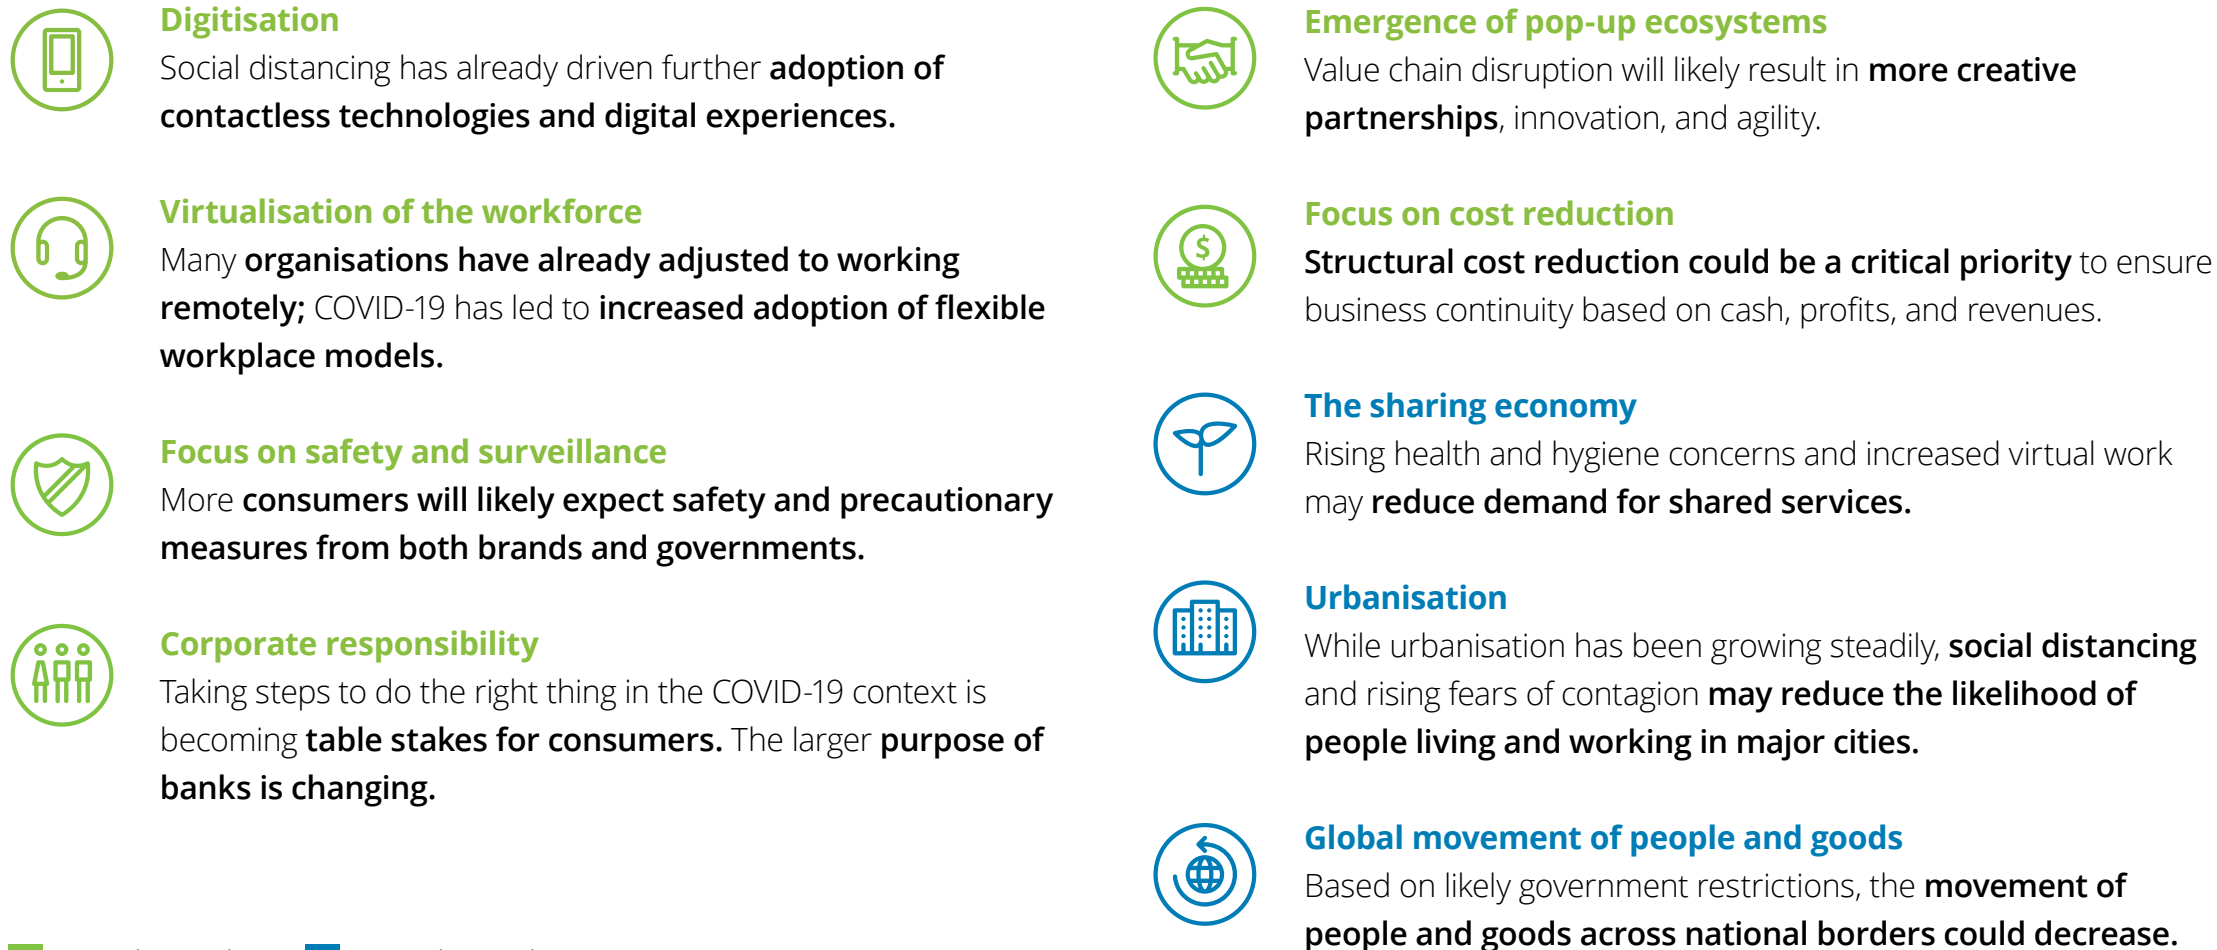 Digitisation
Social distancing has already driven further adoption of
contactless technologies and digital experiences.
Virtualisation of the workforce
Many organisations have already adjusted to working
remotely; COVID-19 has led to increased adoption of flexible
workplace models.
Focus on safety and surveillance
More consumers will likely expect safety and precautionary
measures from both brands and governments.
Corporate responsibility
Taking steps to do the right thing in the COVID-19 context is
becoming table stakes for consumers. The larger purpose of
banks is changing.
Emergence of pop-up ecosystems
Value chain disruption will likely result in more creative
partnerships, innovation, and agility.
Focus on cost reduction
$
Structural cost reduction could be a critical priority to ensure
business continuity based on cash, profits, and revenues.
The sharing economy
Rising health and hygiene concerns and increased virtual work
may reduce demand for shared services.
Urbanisation
While urbanisation has been growing steadily, social distancing
and rising fears of contagion may reduce the likelihood of
people living and working in major cities.
Global movement of people and goods
Based on likely government restrictions, the movement of
people and goods across national borders could decrease.